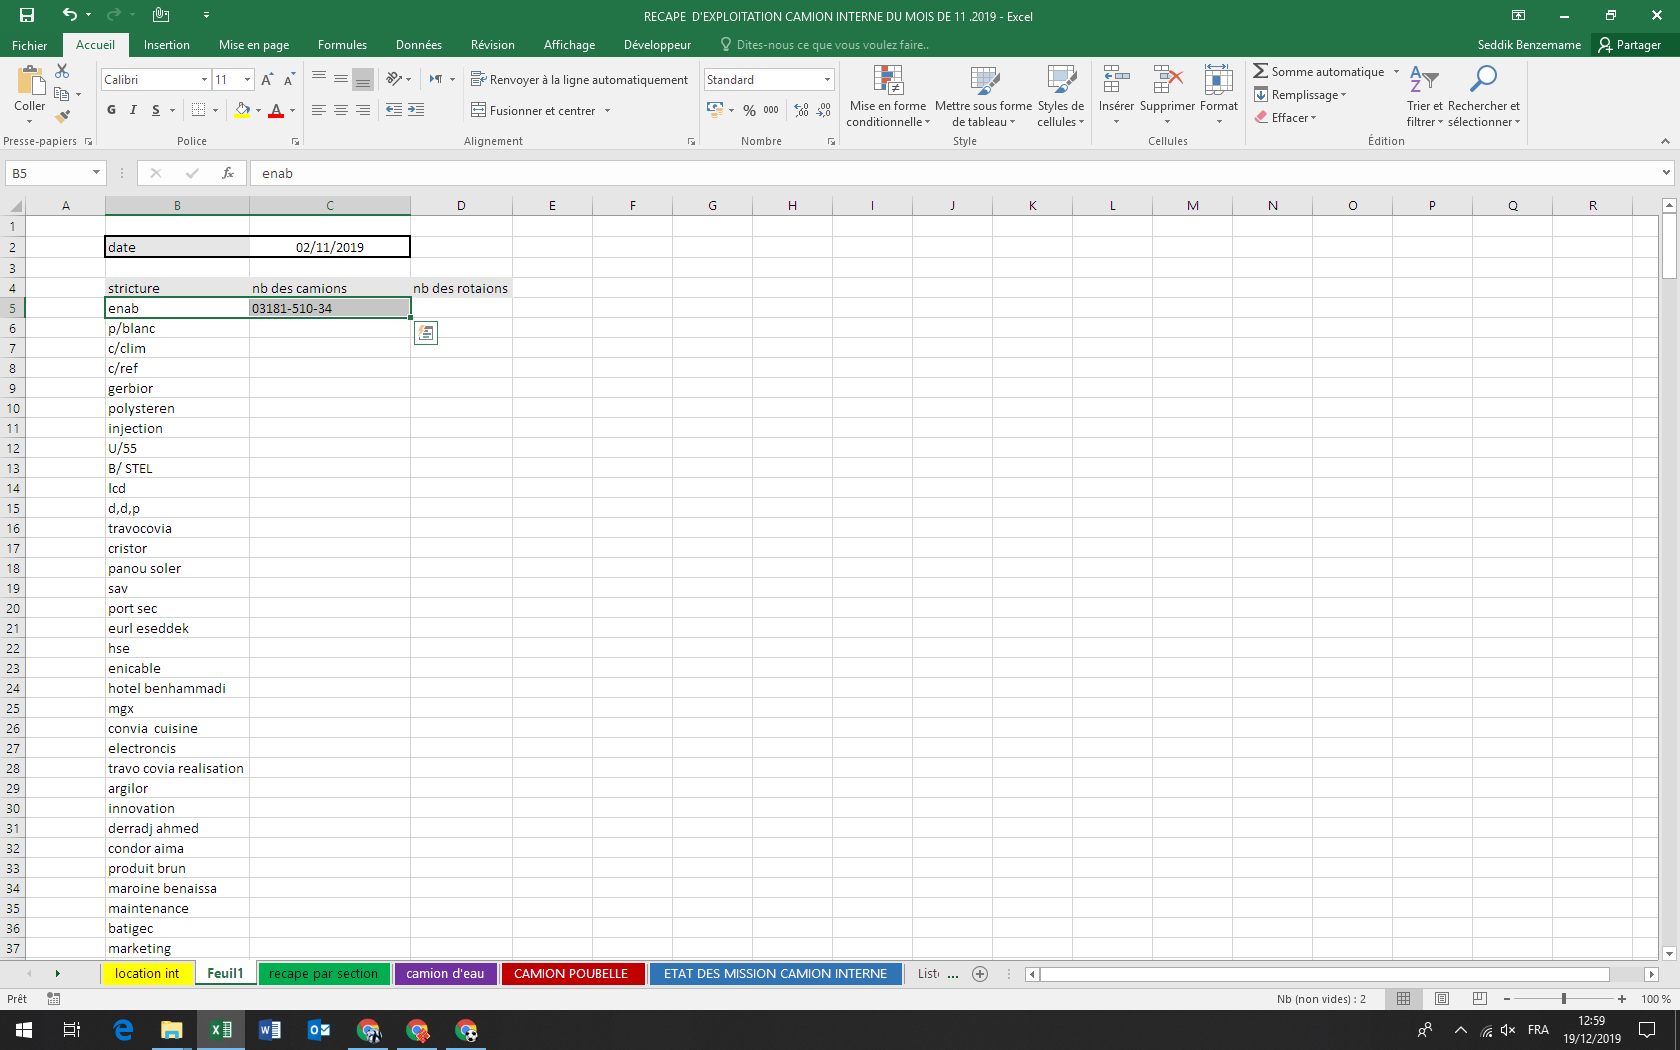 RECAPE  D'EXPLOITATION CAMION INTERNE DU MOIS DE 11 .2019 - Excel
Fichier Accueil Insertion Mise en page Formules Données Révision Affichage Développeur Dites-nous ce que vous voulez faire.. Seddik Benzemame Partager
Calibri 11 Renvoyer à la ligne automatiquement Standard Somme automatique
Coller Mise en forme Mettre sous forme Styles de Insérer Supprimer Format Remplissage Trier et Rechercher et
G I S A Fusionner et centrer % 000 conditionnelle de tableau cellules Effacer filtrer sélectionner
Presse-papiers Police Alignement Nombre Style Cellules Édition
B5 fx enab
A B C D E F G H I J K L M N O P Q R
1
2 date 02/11/2019
3
4 stricture nb des camions nb des rotaions
5 enab 03181-510-34
6 p/blanc
7 c/clim
8 c/ref
9 gerbior
10 polysteren
11 injection
12 U/55
13 B/ STEL
14 lcd
15 d,d,p
16 travocovia
17 cristor
18 panou soler
19 sav
20 port sec
21 eurl eseddek
22 hse
23 enicable
24 hotel benhammadi
25 mgx
26 convia  cuisine
27 electroncis
28 travo covia realisation
29 argilor
30 innovation
31 derradj ahmed
32 condor aima
33 produit brun
34 maroine benaissa
35 maintenance
36 batigec
37 marketing
location int Feuil1 recape par section camion d'eau CAMION POUBELLE ETAT DES MISSION CAMION INTERNE List ...
Prêt Nb (non vides) : 2 100 %
FRA 12:59
19/12/2019